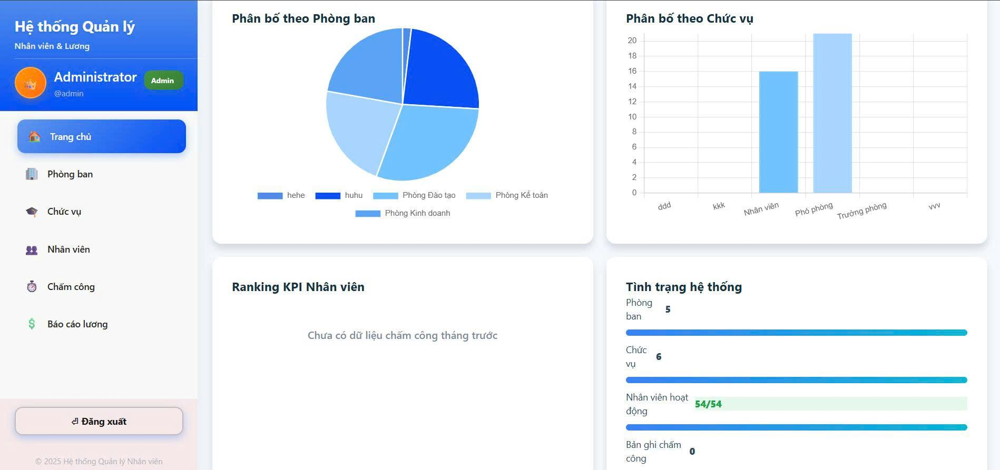 Hệ thống Quản lý
Nhân viên & Lương
Administrator
Admin
@admin
Trang chủ
Phòng ban
Chức vụ
Nhân viên
Chấm công
Báo cáo lương
⏎ Đăng xuất
© 2025 Hệ thống Quản lý Nhân viên
Phân bố theo Phòng ban
hehe huhu Phòng Đào tạo Phòng Kế toán
Phòng Kinh doanh
Phân bố theo Chức vụ
20
18
16
14
12
10
8
6
4
2
0
ddd kkk Nhân viên Phó phòng Trưởng phòng vvv
Ranking KPI Nhân viên
Chưa có dữ liệu chấm công tháng trước
Tình trạng hệ thống
Phòng
ban
5
Chức
vụ
6
Nhân viên hoạt
động
54/54
Bản ghi chấm
công
0